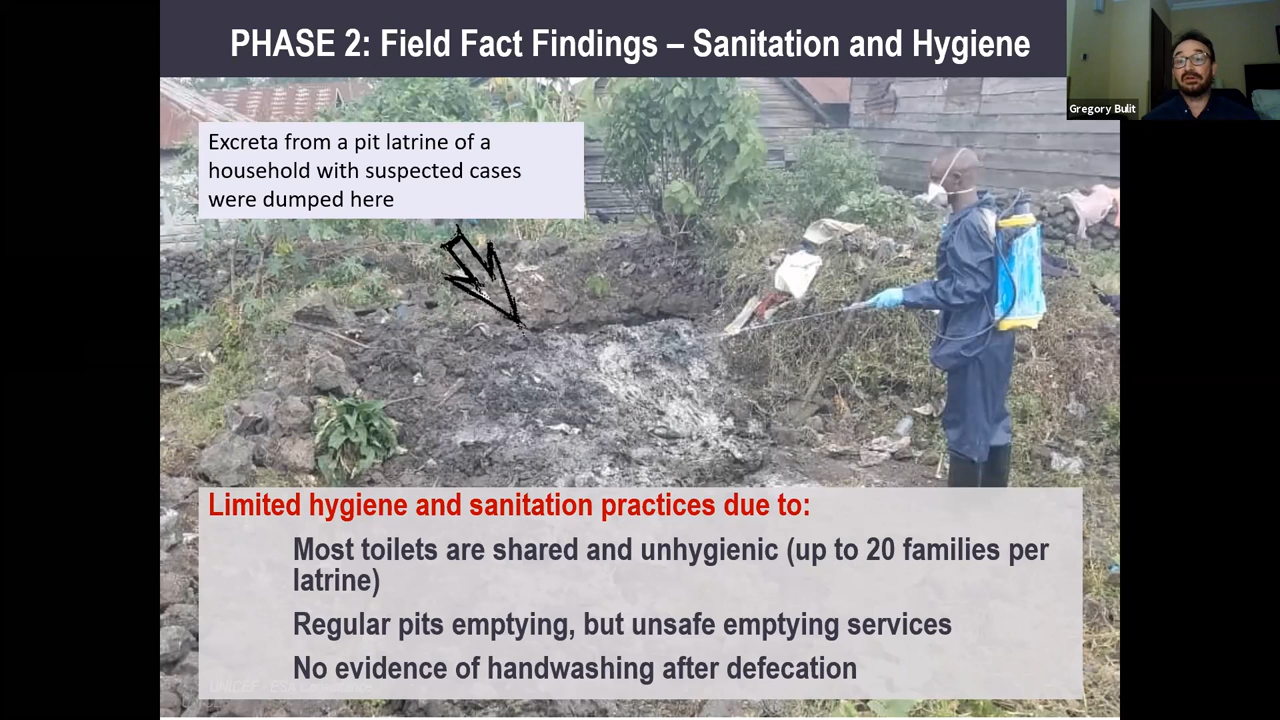 PHASE 2: Field Fact Findings – Sanitation and Hygiene
Gregory Bulit
Excreta from a pit latrine of a
household with suspected cases
were dumped here
Limited hygiene and sanitation practices due to:
Most toilets are shared and unhygienic (up to 20 families per
latrine)
Regular pits emptying, but unsafe emptying services
No evidence of handwashing after defecation